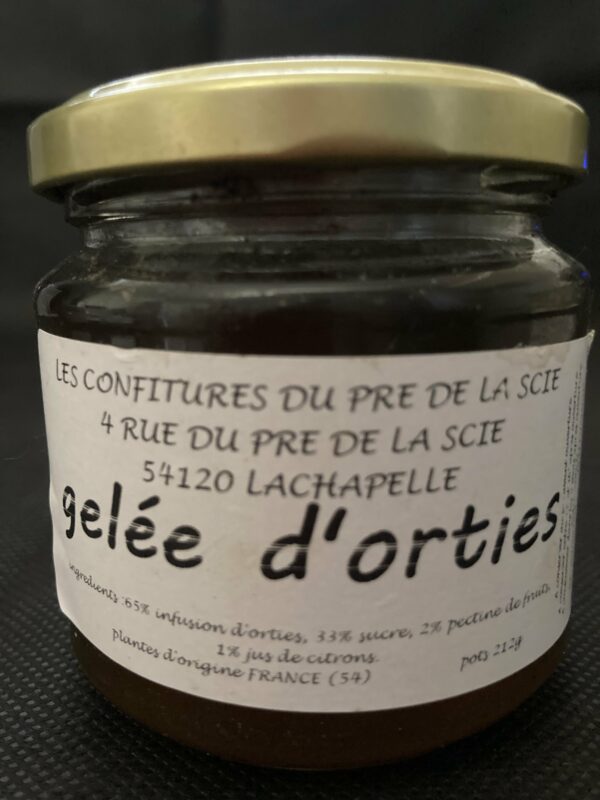 LES CONFITURES DU PRE DE LA SCIE
4 RUE DU PRE DE LA SCIE
54120 LACHAPELLE
gelée d'orties
ingredients :65% infusion d'orties, 33% sucre, 2% pectine de fruits,
1% jus de citrons.
plantes d'origine FRANCE (54)
pots 212g